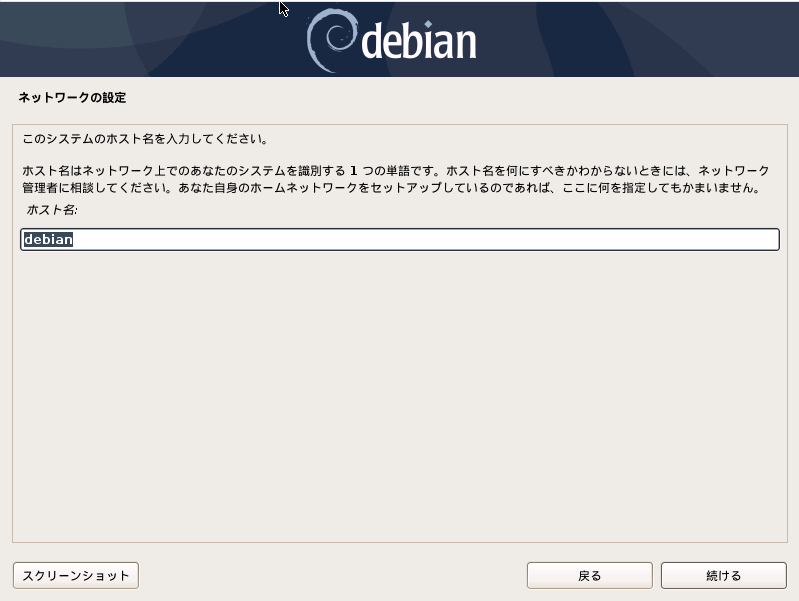 debian
ネットワークの設定
このシステムのホスト名を入力してください。
ホスト名はネットワーク上でのあなたのシステムを識別する 1 つの単語です。ホスト名を何にすべきかわからないときには、ネットワーク
管理者に相談してください。あなた自身のホームネットワークをセットアップしているのであれば、ここに何を指定してもかまいません。
ホスト名:
debian
スクリーンショット
戻る
続ける